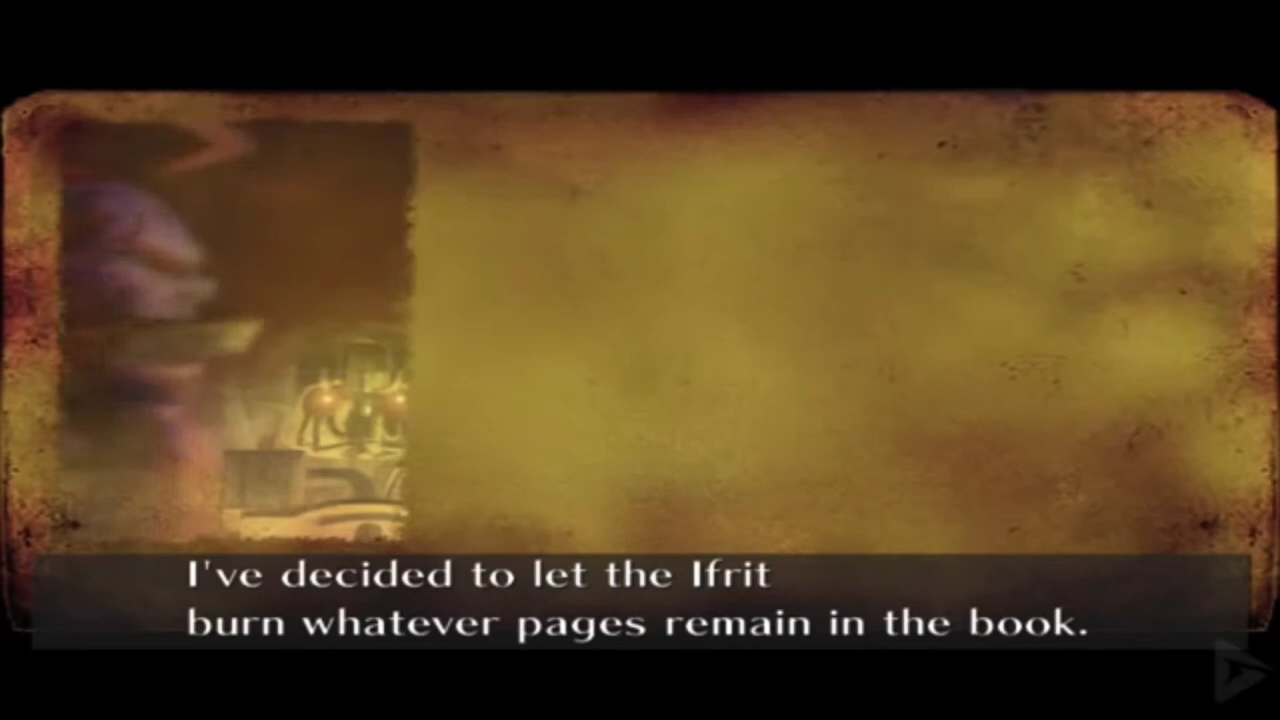 I've decided to let the Ifrit
burn whatever pages remain in the book.